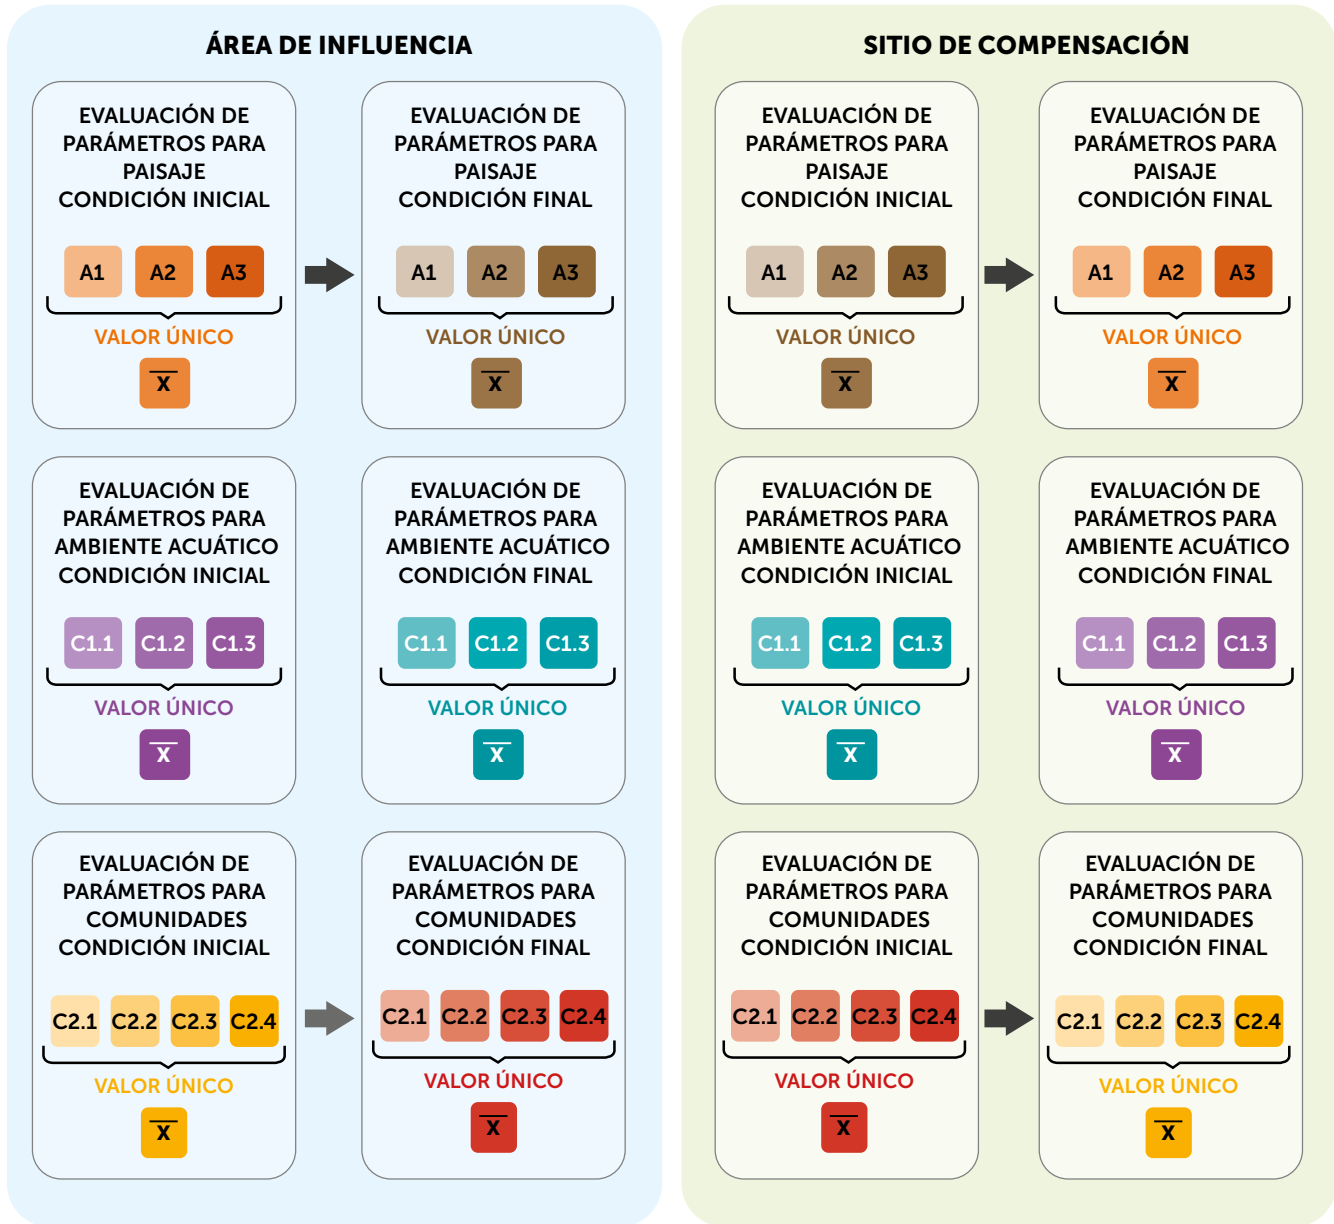 ÁREA DE INFLUENCIA
EVALUACIÓN DE
PARÁMETROS PARA
PAISAJE
CONDICIÓN INICIAL
A1 A2 A3
VALOR ÚNICO
X
EVALUACIÓN DE
PARÁMETROS PARA
PAISAJE
CONDICIÓN FINAL
A1 A2 A3
VALOR ÚNICO
X
EVALUACIÓN DE
PARÁMETROS PARA
AMBIENTE ACUÁTICO
CONDICIÓN INICIAL
C1.1 C1.2 C1.3
VALOR ÚNICO
X
EVALUACIÓN DE
PARÁMETROS PARA
AMBIENTE ACUÁTICO
CONDICIÓN FINAL
C1.1 C1.2 C1.3
VALOR ÚNICO
X
EVALUACIÓN DE
PARÁMETROS PARA
COMUNIDADES
CONDICIÓN INICIAL
C2.1 C2.2 C2.3 C2.4
VALOR ÚNICO
X
EVALUACIÓN DE
PARÁMETROS PARA
COMUNIDADES
CONDICIÓN FINAL
C2.1 C2.2 C2.3 C2.4
VALOR ÚNICO
X
SITIO DE COMPENSACIÓN
EVALUACIÓN DE
PARÁMETROS PARA
PAISAJE
CONDICIÓN INICIAL
A1 A2 A3
VALOR ÚNICO
X
EVALUACIÓN DE
PARÁMETROS PARA
PAISAJE
CONDICIÓN FINAL
A1 A2 A3
VALOR ÚNICO
X
EVALUACIÓN DE
PARÁMETROS PARA
AMBIENTE ACUÁTICO
CONDICIÓN INICIAL
C1.1 C1.2 C1.3
VALOR ÚNICO
X
EVALUACIÓN DE
PARÁMETROS PARA
AMBIENTE ACUÁTICO
CONDICIÓN FINAL
C1.1 C1.2 C1.3
VALOR ÚNICO
X
EVALUACIÓN DE
PARÁMETROS PARA
COMUNIDADES
CONDICIÓN INICIAL
C2.1 C2.2 C2.3 C2.4
VALOR ÚNICO
X
EVALUACIÓN DE
PARÁMETROS PARA
COMUNIDADES
CONDICIÓN FINAL
C2.1 C2.2 C2.3 C2.4
VALOR ÚNICO
X